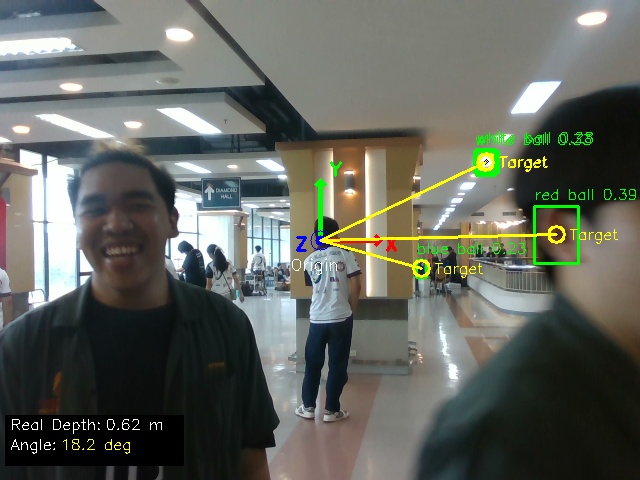 white ball 0.23
Target
red ball 0.39
Y
DIAMOND
HALL
Z
X
Target
blue ball 0.23
Origin
Target
Real Depth: 0.62 m
Angle: 18.2 deg